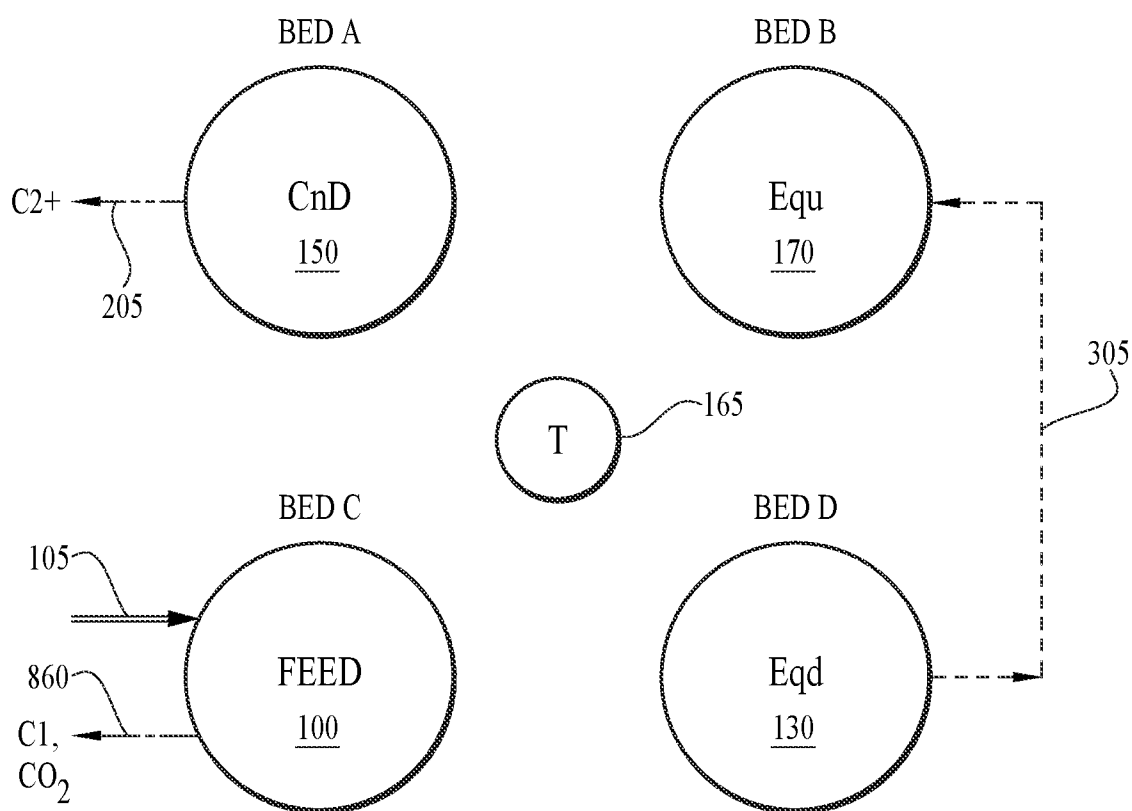 BED A
BED B
CnD
150
Equ
170
C2+
205
305
T
165
BED C
BED D
105
FEED
100
Eqd
130
860
C1,
CO2